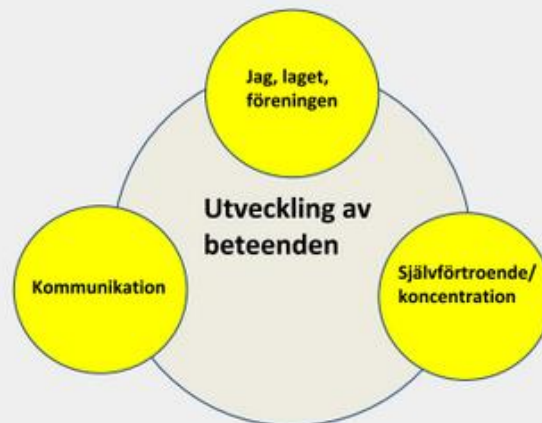 Jag, laget,
föreningen
Utveckling av
beteenden
Kommunikation
Självförtroende/
koncentration